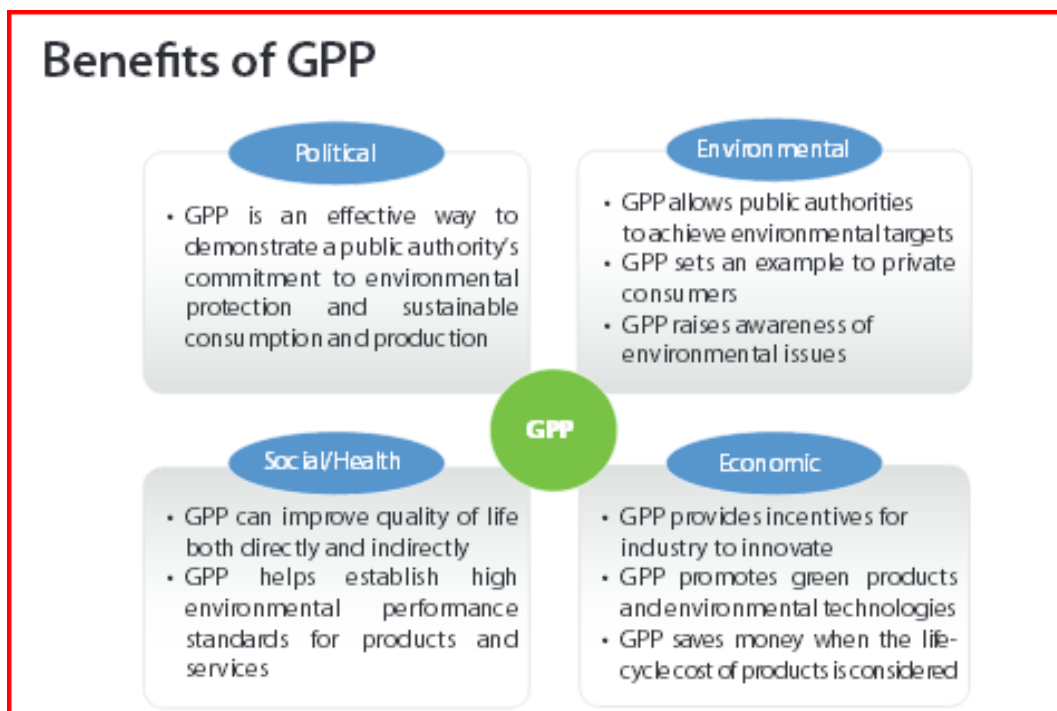 Benefits of GPP
Political
• GPP is an effective way to
demonstrate a public authority's
commitment to environmental
protection and sustainable
consumption and production
Environmental
• GPP allows public authorities
to achieve environmental targets
• GPP sets an example to private
consumers
• GPP raises awareness of
environmental issues
GPP
Social/Health
• GPP can improve quality of life
both directly and indirectly
• GPP helps establish high
environmental performance
standards for products and
services
Economic
• GPP provides incentives for
industry to innovate
• GPP promotes green products
and environmental technologies
• GPP saves money when the life-
cycle cost of products is considered